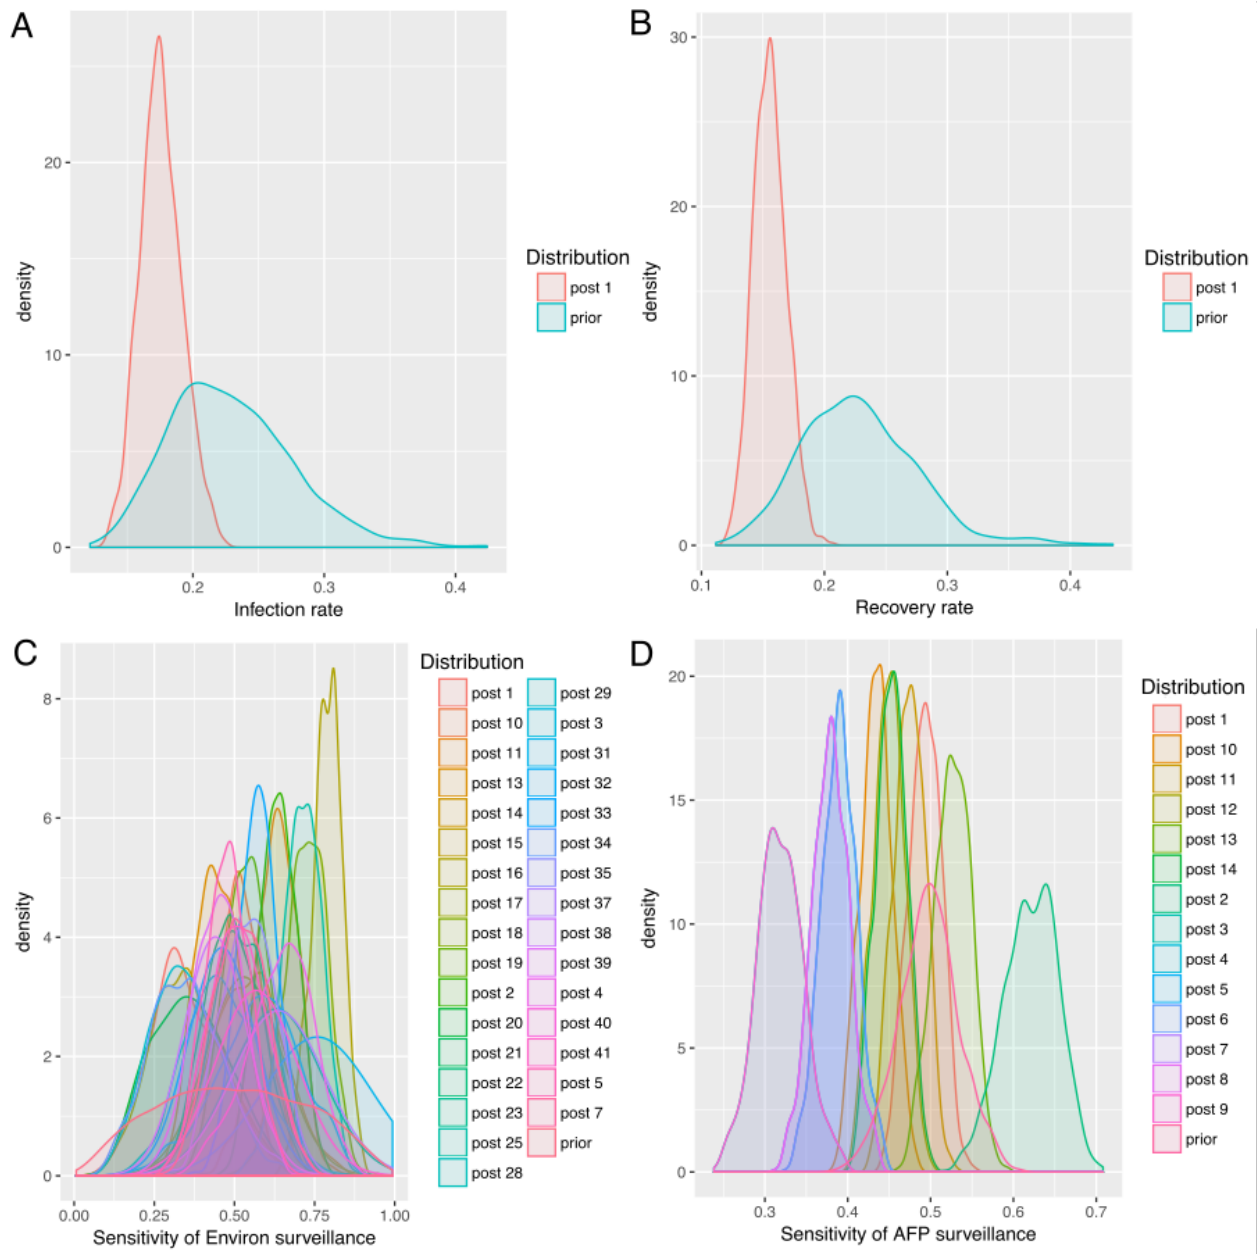 A
density
20
10
0
0.2 0.3 0.4
Infection rate
Distribution
post 1
prior
B
density
30
20
10
0
0.1 0.2 0.3 0.4
Recovery rate
Distribution
post 1
prior
C
density
8
6
4
2
0
0.00 0.25 0.50 0.75 1.00
Sensitivity of Environ surveillance
Distribution
post 1
post 10
post 11
post 13
post 14
post 15
post 16
post 17
post 18
post 19
post 2
post 20
post 21
post 22
post 23
post 25
post 28
post 29
post 3
post 31
post 32
post 33
post 34
post 35
post 37
post 38
post 39
post 4
post 40
post 41
post 5
post 7
prior
D
density
20
15
10
5
0
0.3 0.4 0.5 0.6 0.7
Sensitivity of AFP surveillance
Distribution
post 1
post 10
post 11
post 12
post 13
post 14
post 2
post 3
post 4
post 5
post 6
post 7
post 8
post 9
prior